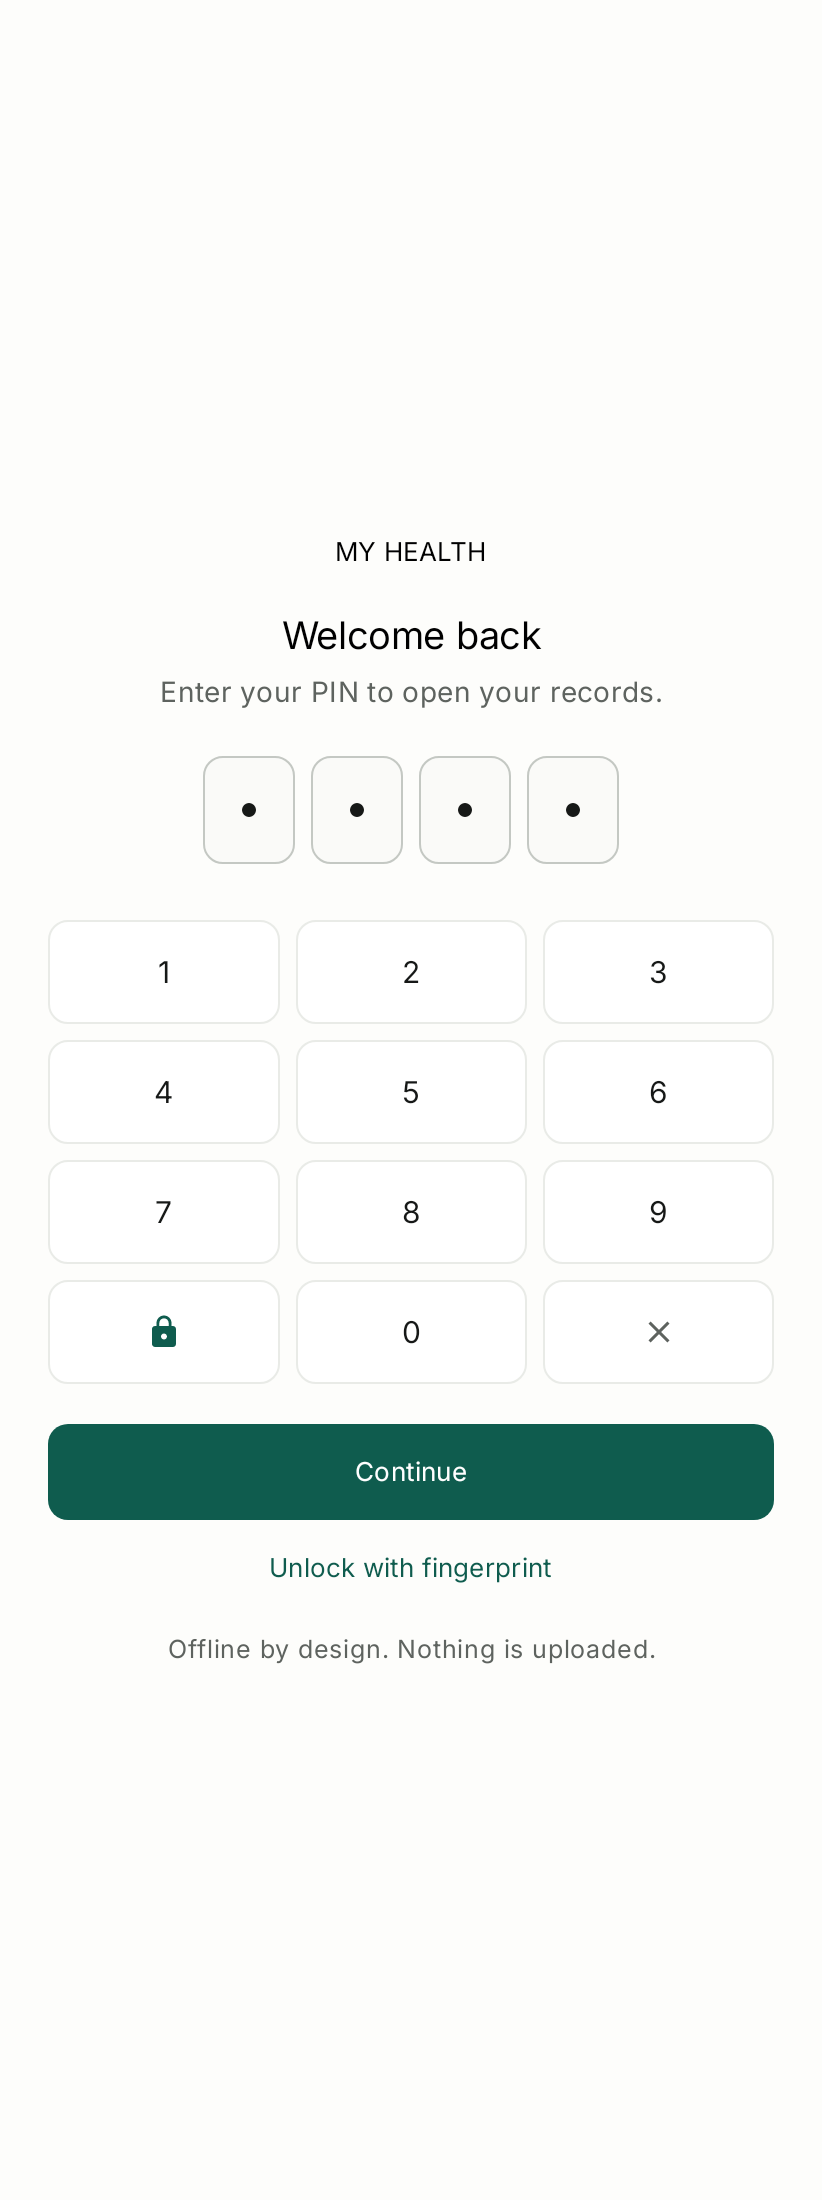 MY HEALTH
Welcome back
Enter your PIN to open your records.
1 2 3
4 5 6
7 8 9
0
Continue
Unlock with fingerprint
Offline by design. Nothing is uploaded.